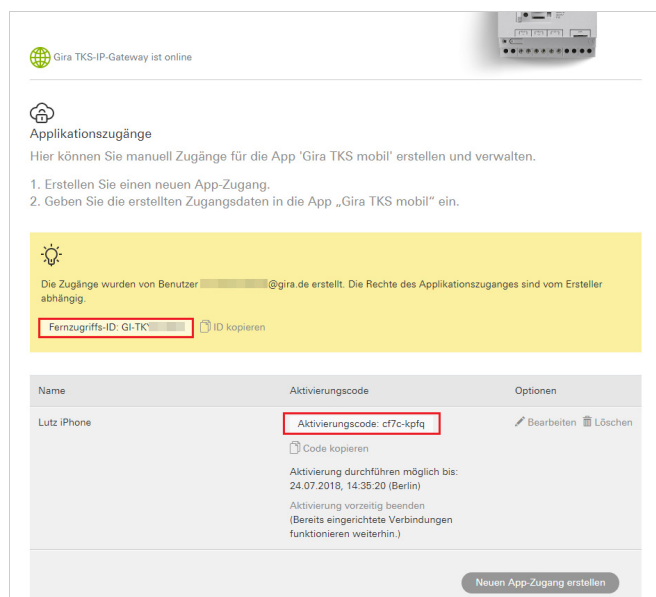 Gira TKS-IP-Gateway ist online
Applikationszugänge
Hier können Sie manuell Zugänge für die App 'Gira TKS mobil' erstellen und verwalten.
1. Erstellen Sie einen neuen App-Zugang.
2. Geben Sie die erstellten Zugangsdaten in die App „Gira TKS mobil“ ein.
Die Zugänge wurden von Benutzer @gira.de erstellt. Die Rechte des Applikationszuganges sind vom Ersteller
abhängig.
Fernzugriffs-ID: GI-TK ID kopieren
Name Aktivierungscode Optionen
Lutz iPhone Aktivierungscode: cf7c-kpfq Bearbeiten Löschen
Code kopieren
Aktivierung durchführen möglich bis:
24.07.2018, 14:35:20 (Berlin)
Aktivierung vorzeitig beenden
(Bereits eingerichtete Verbindungen
funktionieren weiterhin.)
Neuen App-Zugang erstellen